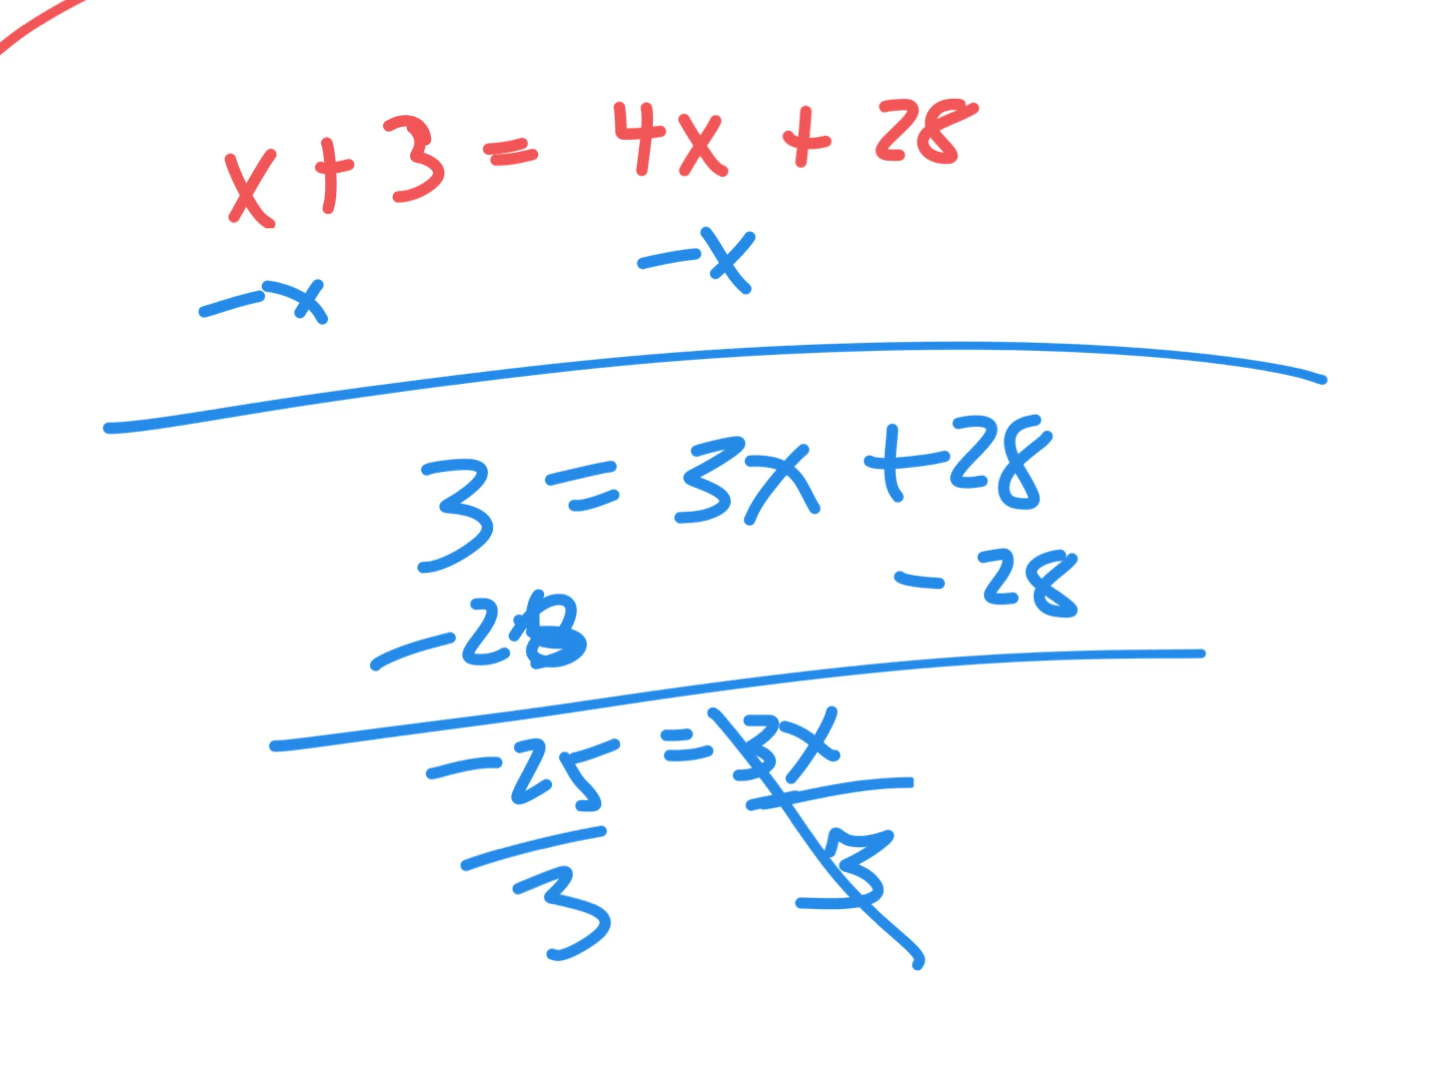 x + 3 = 4x + 28
-x -x
3 = 3x + 28
-28 - 28
-25 = 3x
3 3